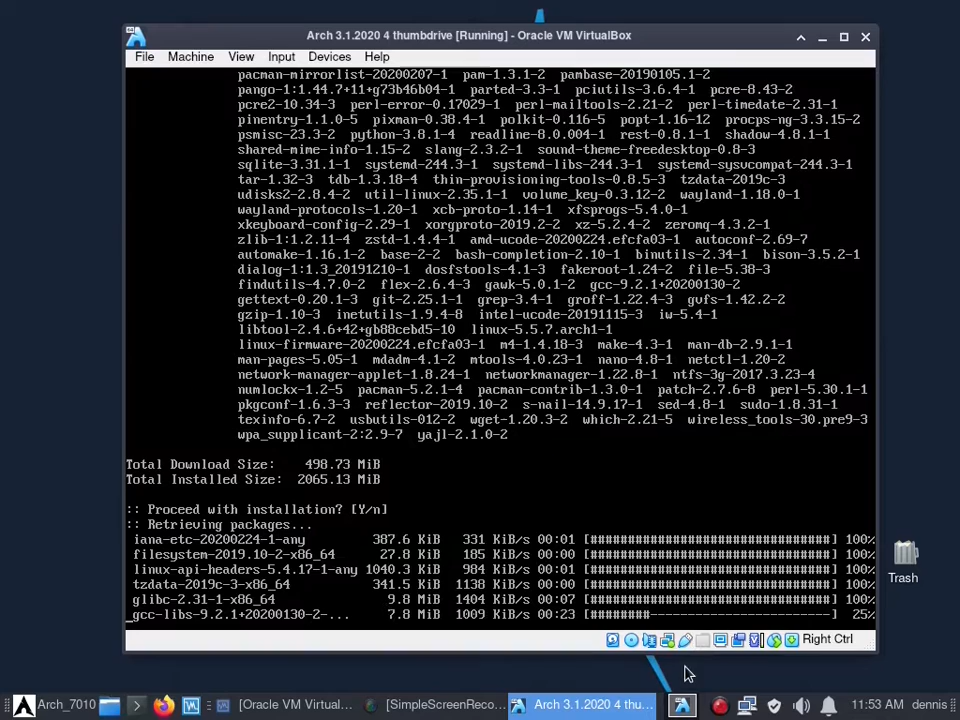 Arch 3.1.2020 4 thumbdrive [Running] - Oracle VM VirtualBox
File Machine View Input Devices Help
pacman-mirrorlist-20200207-1 pam-1.3.1-2 pambase-20190105.1-2
pango-1:1.44.7+11+g73b46b04-1 parted-3.3-1 pciutils-3.6.4-1 pcre-8.43-2
pcre2-10.34-3 perl-error-0.17029-1 perl-mailtools-2.21-2 perl-timedate-2.31-1
pinentry-1.1.0-5 pixman-0.38.4-1 polkit-0.116-5 popt-1.16-12 procps-ng-3.3.15-2
psmisc-23.3-2 python-3.8.1-4 readline-8.0.004-1 rest-0.8.1-1 shadow-4.8.1-1
shared-mime-info-1.15-2 slang-2.3.2-1 sound-theme-freedesktop-0.8-3
sqlite-3.31.1-1 systemd-244.3-1 systemd-libs-244.3-1 systemd-sysvcompat-244.3-1
tar-1.32-3 tdb-1.3.18-4 thin-provisioning-tools-0.8.5-3 tzdata-2019c-3
udisks2-2.8.4-2 util-linux-2.35.1-1 volume_key-0.3.12-2 wayland-1.18.0-1
wayland-protocols-1.20-1 xcb-proto-1.14-1 xfsprogs-5.4.0-1
xkeyboard-config-2.29-1 xorgproto-2019.2-2 xz-5.2.4-2 zeromq-4.3.2-1
zlib-1:1.2.11-4 zstd-1.4.4-1 amd-ucode-20200224.efcfa03-1 autoconf-2.69-7
automake-1.16.1-2 base-2-2 bash-completion-2.10-1 binutils-2.34-1 bison-3.5.2-1
dialog-1:1.3_20191210-1 dosfstools-4.1-3 fakeroot-1.24-2 file-5.38-3
findutils-4.7.0-2 flex-2.6.4-3 gawk-5.0.1-2 gcc-9.2.1+20200130-2
gettext-0.20.1-3 git-2.25.1-1 grep-3.4-1 groff-1.22.4-3 gvfs-1.42.2-2
gzip-1.10-3 inetutils-1.9.4-8 intel-ucode-20191115-3 iw-5.4-1
libtool-2.4.6+42+gb88cebd5-10 linux-5.5.7.arch1-1
linux-firmware-20200224.efcfa03-1 m4-1.4.18-3 make-4.3-1 man-db-2.9.1-1
man-pages-5.05-1 mdadm-4.1-2 mtools-4.0.23-1 nano-4.8-1 netctl-1.20-2
network-manager-applet-1.8.24-1 networkmanager-1.22.8-1 ntfs-3g-2017.3.23-4
numlockx-1.2-5 pacman-5.2.1-4 pacman-contrib-1.3.0-1 patch-2.7.6-8 perl-5.30.1-1
pkgconf-1.6.3-3 reflector-2019.10-2 s-nail-14.9.17-1 sed-4.8-1 sudo-1.8.31-1
texinfo-6.7-2 usbutils-012-2 wget-1.20.3-2 which-2.21-5 wireless_tools-30.pre9-3
wpa_supplicant-2:2.9-7 yajl-2.1.0-2
Total Download Size: 498.73 MiB
Total Installed Size: 2065.13 MiB
:: Proceed with installation? [Y/n]
:: Retrieving packages...
iana-etc-20200224-1-any 387.6 KiB 331 KiB/s 00:01 [################################] 100%
filesystem-2019.10-2-x86_64 27.8 KiB 185 KiB/s 00:00 [################################] 100%
linux-api-headers-5.4.17-1-any 1040.3 KiB 984 KiB/s 00:01 [################################] 100%
tzdata-2019c-3-x86_64 341.5 KiB 1138 KiB/s 00:00 [################################] 100%
glibc-2.31-1-x86_64 9.8 MiB 1404 KiB/s 00:07 [################################] 100%
_gcc-libs-9.2.1+20200130-2-... 7.8 MiB 1009 KiB/s 00:23 [########------------------------] 25%
Right Ctrl
Trash
Arch_7010 [Oracle VM Virtual... [SimpleScreenReco... Arch 3.1.2020 4 thu... 11:53 AM dennis